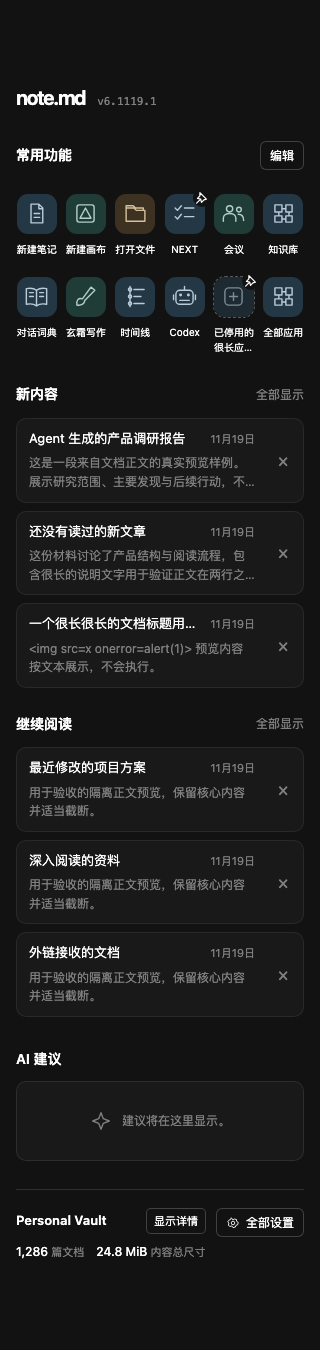 note.md v6.1119.1
常用功能 编辑
新建笔记 新建画布 打开文件 NEXT 会议 知识库
对话词典 玄霜写作 时间线 Codex 已停用的 全部应用
很长应...
新内容 全部显示
Agent 生成的产品调研报告 11月19日
这是一段来自文档正文的真实预览样例。
展示研究范围、主要发现与后续行动，不...
还没有读过的新文章 11月19日
这份材料讨论了产品结构与阅读流程，包
含很长的说明文字用于验证正文在两行之...
一个很长很长的文档标题用... 11月19日
<img src=x onerror=alert(1)> 预览内容
按文本展示，不会执行。
继续阅读 全部显示
最近修改的项目方案 11月19日
用于验收的隔离正文预览，保留核心内容
并适当截断。
深入阅读的资料 11月19日
用于验收的隔离正文预览，保留核心内容
并适当截断。
外链接收的文档 11月19日
用于验收的隔离正文预览，保留核心内容
并适当截断。
AI 建议
建议将在这里显示。
Personal Vault 显示详情 全部设置
1,286 篇文档 24.8 MiB 内容总尺寸